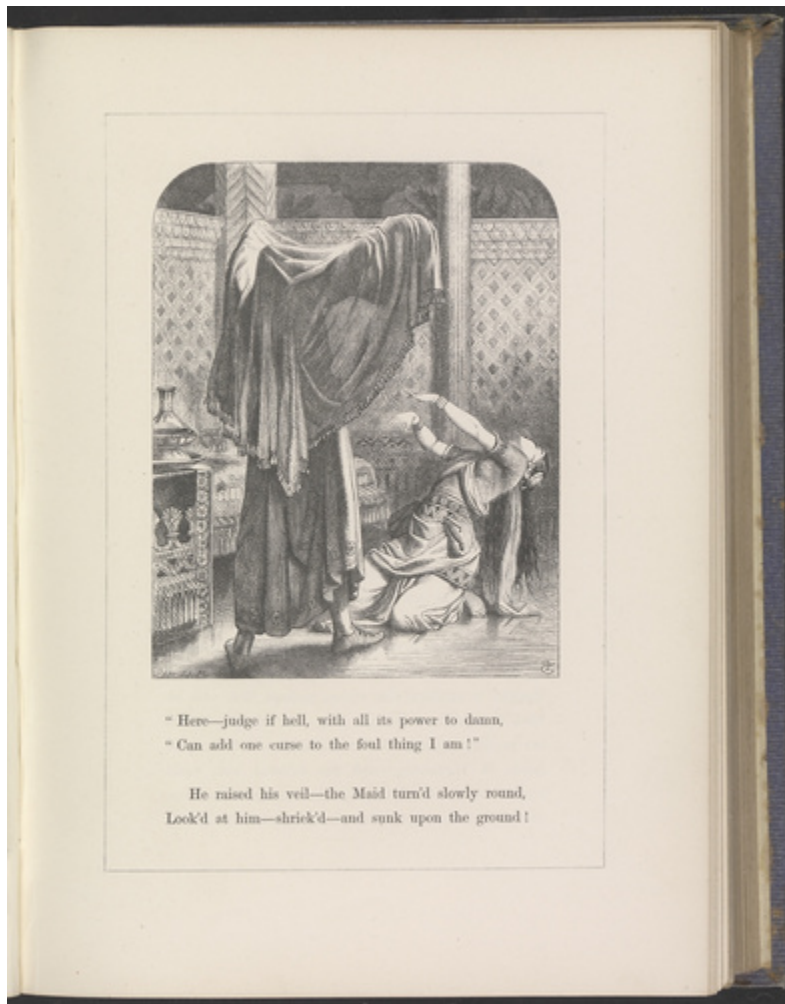 “ Here—judge if hell, with all its power to damn,
“ Can add one curse to the foul thing I am!”
He raised his veil—the Maid turn’d slowly round,
Look’d at him—shriek’d—and sunk upon the ground!